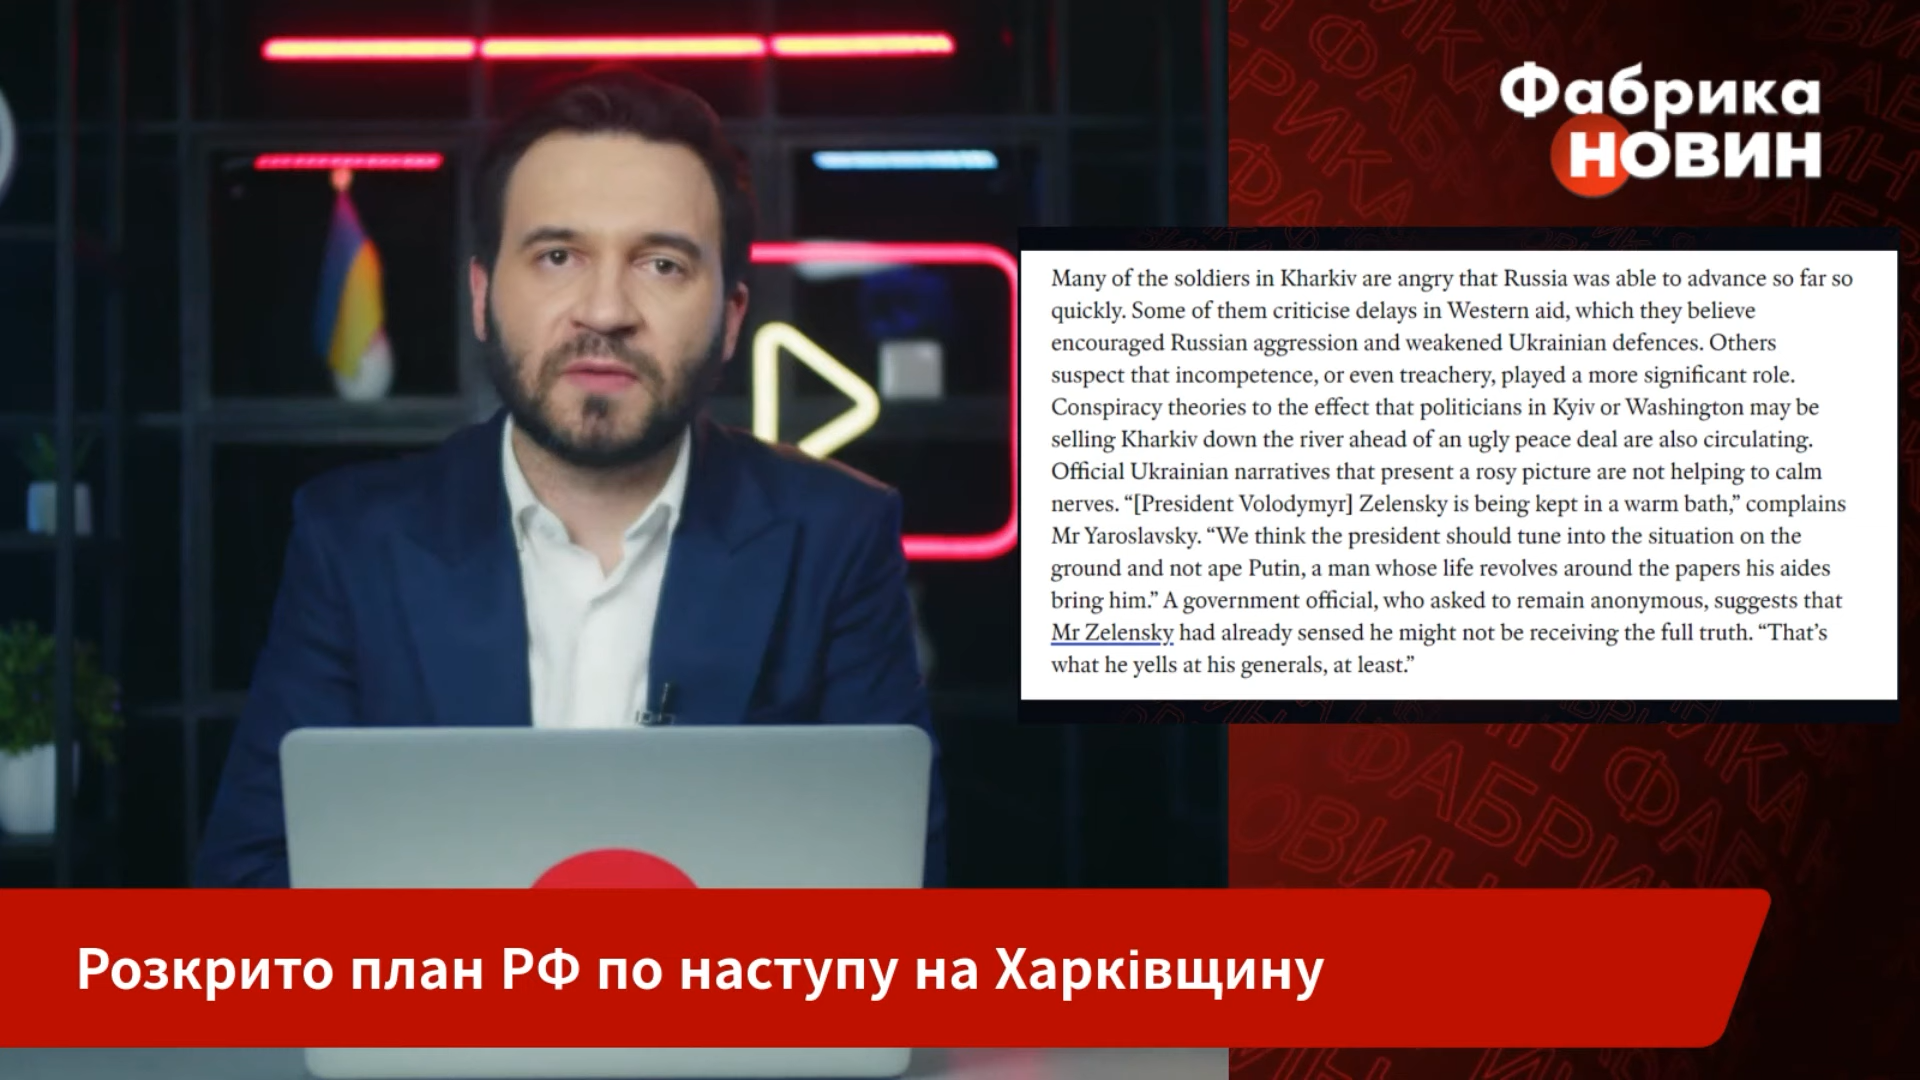 Фабрика
НОВИН
Many of the soldiers in Kharkiv are angry that Russia was able to advance so far so
quickly. Some of them criticise delays in Western aid, which they believe
encouraged Russian aggression and weakened Ukrainian defences. Others
suspect that incompetence, or even treachery, played a more significant role.
Conspiracy theories to the effect that politicians in Kyiv or Washington may be
selling Kharkiv down the river ahead of an ugly peace deal are also circulating.
Official Ukrainian narratives that present a rosy picture are not helping to calm
nerves. “[President Volodymyr] Zelensky is being kept in a warm bath,” complains
Mr Yaroslavsky. “We think the president should tune into the situation on the
ground and not ape Putin, a man whose life revolves around the papers his aides
bring him.” A government official, who asked to remain anonymous, suggests that
Mr Zelensky had already sensed he might not be receiving the full truth. “That’s
what he yells at his generals, at least.”
Розкрито план РФ по наступу на Харківщину